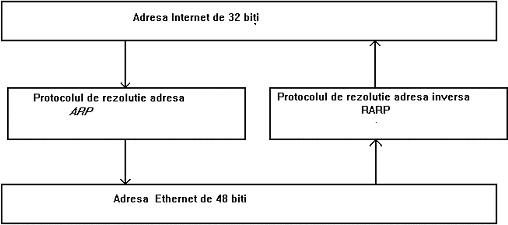 Adresa Internet de 32 biți
Protocolul de rezolutie adresa
ARP
Protocolul de rezolutie adresa inversa
RARP
Adresa Ethernet de 48 biti